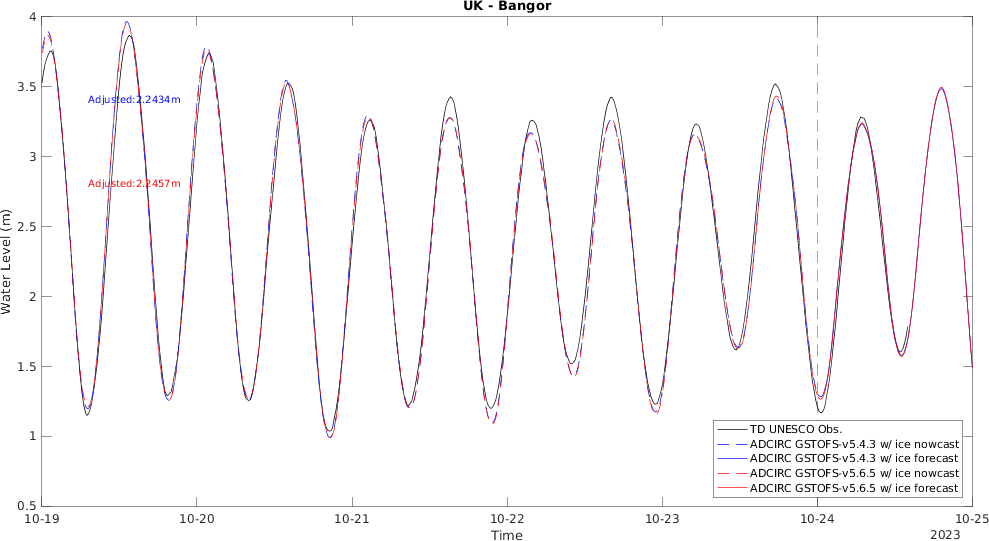 UK - Bangor
4
3.5
3
2.5
2
1.5
1
0.5
Water Level (m)
Adjusted:2.2434m
Adjusted:2.2457m
TD UNESCO Obs.
ADCIRC GSTOFS-v5.4.3 w/ ice nowcast
ADCIRC GSTOFS-v5.4.3 w/ ice forecast
ADCIRC GSTOFS-v5.6.5 w/ ice nowcast
ADCIRC GSTOFS-v5.6.5 w/ ice forecast
10-19 10-20 10-21 10-22 10-23 10-24 10-25
Time
2023